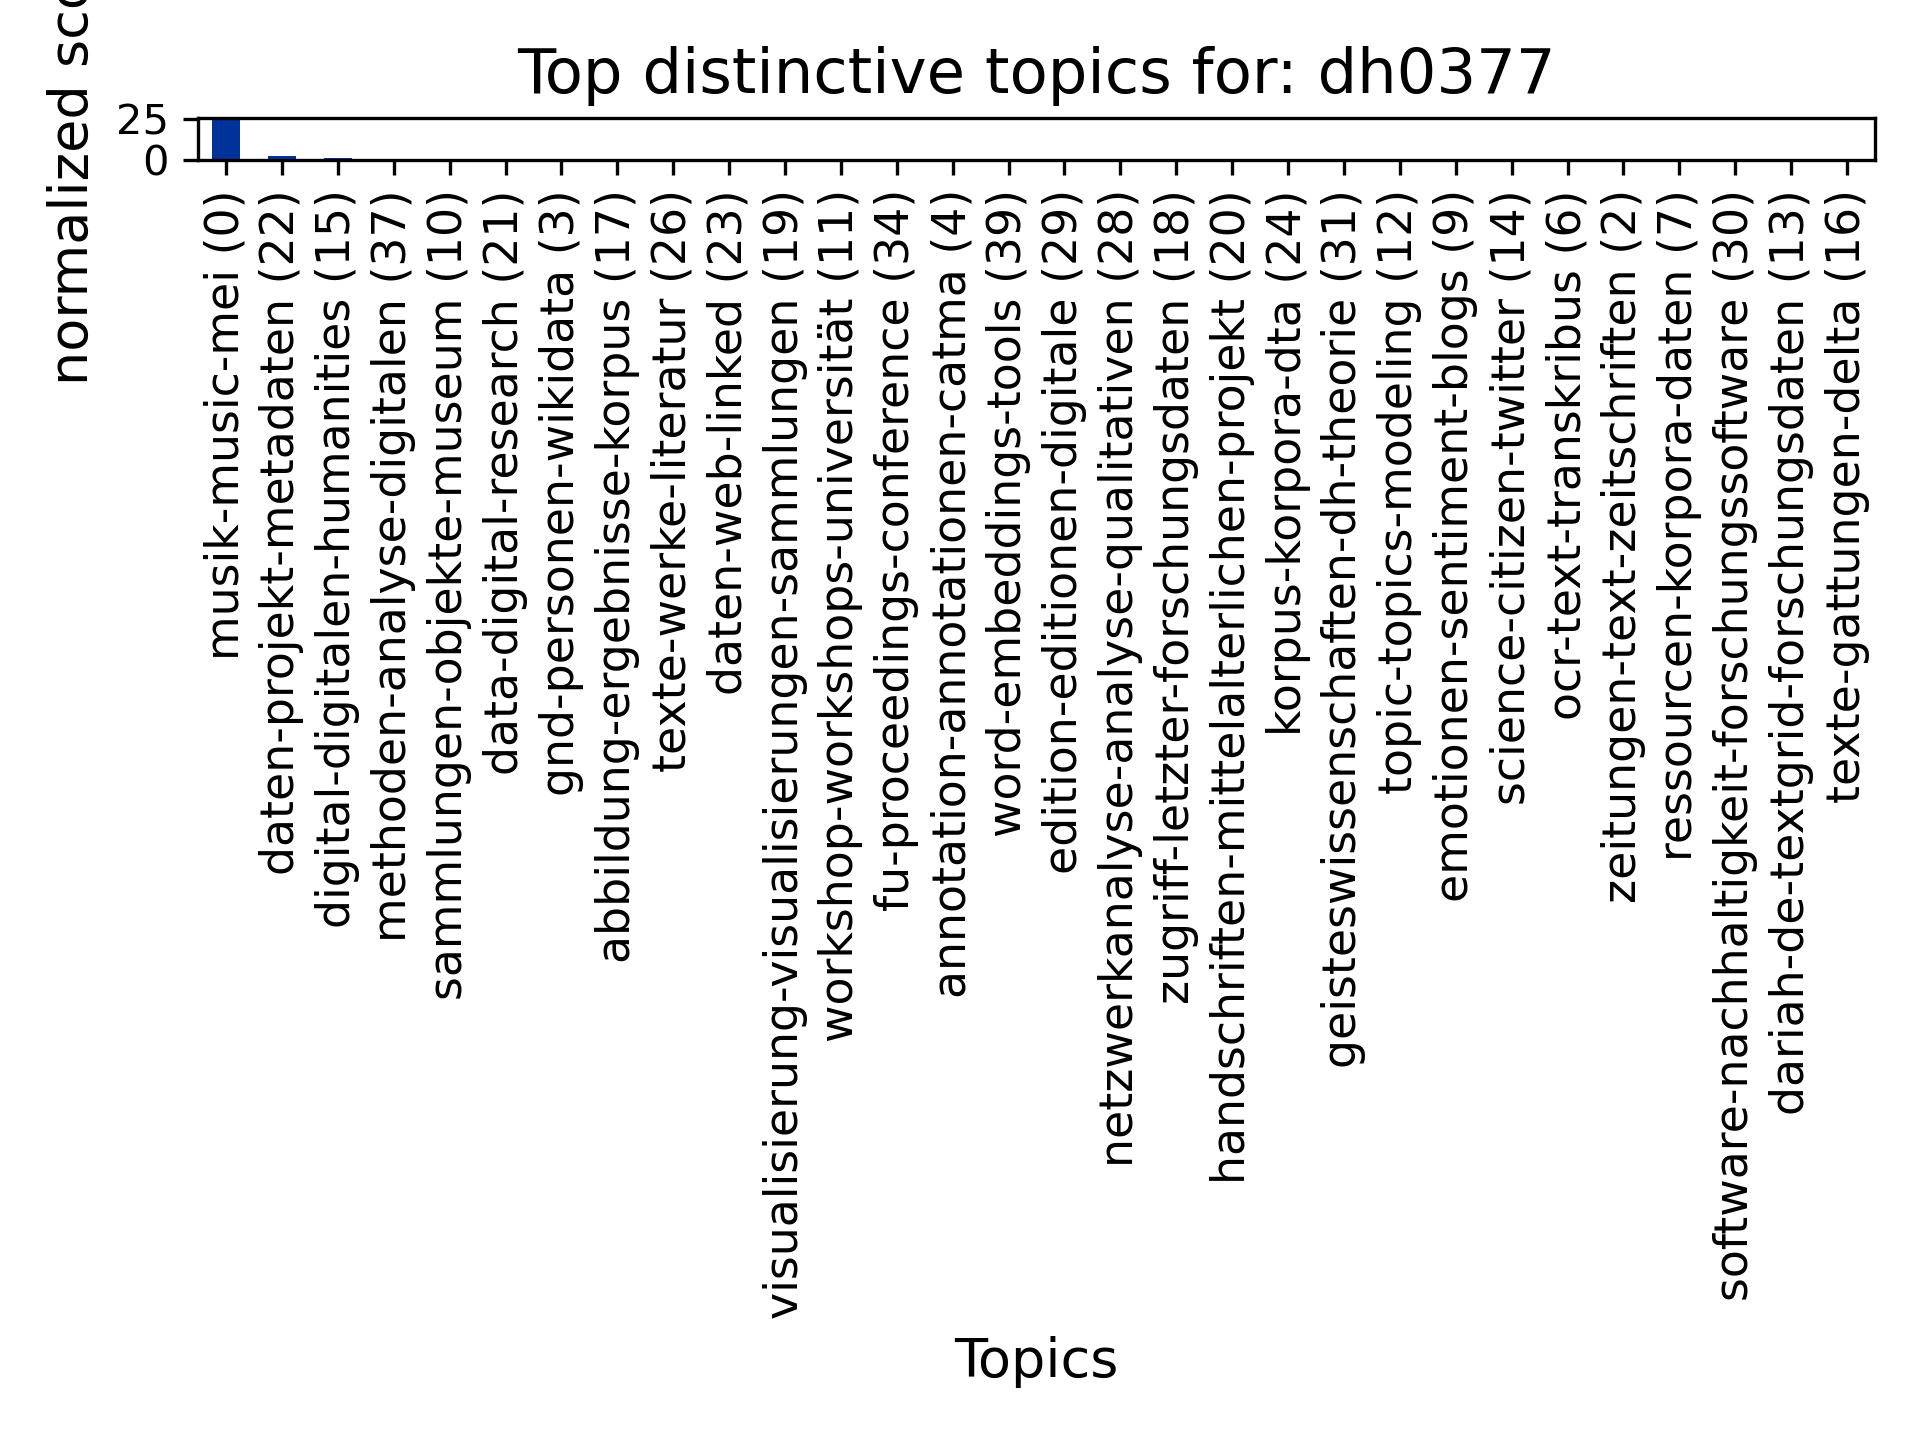 Top distinctive topics for: dh0377
normalized
25
0
musik-music-mei (0)
daten-projekt-metadaten (22)
digital-digitalen-humanities (15)
methoden-analyse-digitalen (37)
sammlungen-objekte-museum (10)
data-digital-research (21)
gnd-personen-wikidata (3)
abbildung-ergebnisse-korpus (17)
texte-werke-literatur (26)
daten-web-linked (23)
visualisierung-visualisierungen-sammlungen (19)
workshop-workshops-universität (11)
fu-proceedings-conference (34)
annotation-annotationen-catma (4)
word-embeddings-tools (39)
edition-editionen-digitale (29)
netzwerkanalyse-analyse-qualitativen (28)
zugriff-letzter-forschungsdaten (18)
handschriften-mittelalterlichen-projekt (20)
korpus-korpora-dta (24)
geisteswissenschaften-dh-theorie (31)
topic-topics-modeling (12)
emotionen-sentiment-blogs (9)
science-citizen-twitter (14)
ocr-text-transkribus (6)
zeitungen-text-zeitschriften (2)
ressourcen-korpora-daten (7)
software-nachhaltigkeit-forschungssoftware (30)
dariah-de-textgrid-forschungsdaten (13)
texte-gattungen-delta (16)
Topics